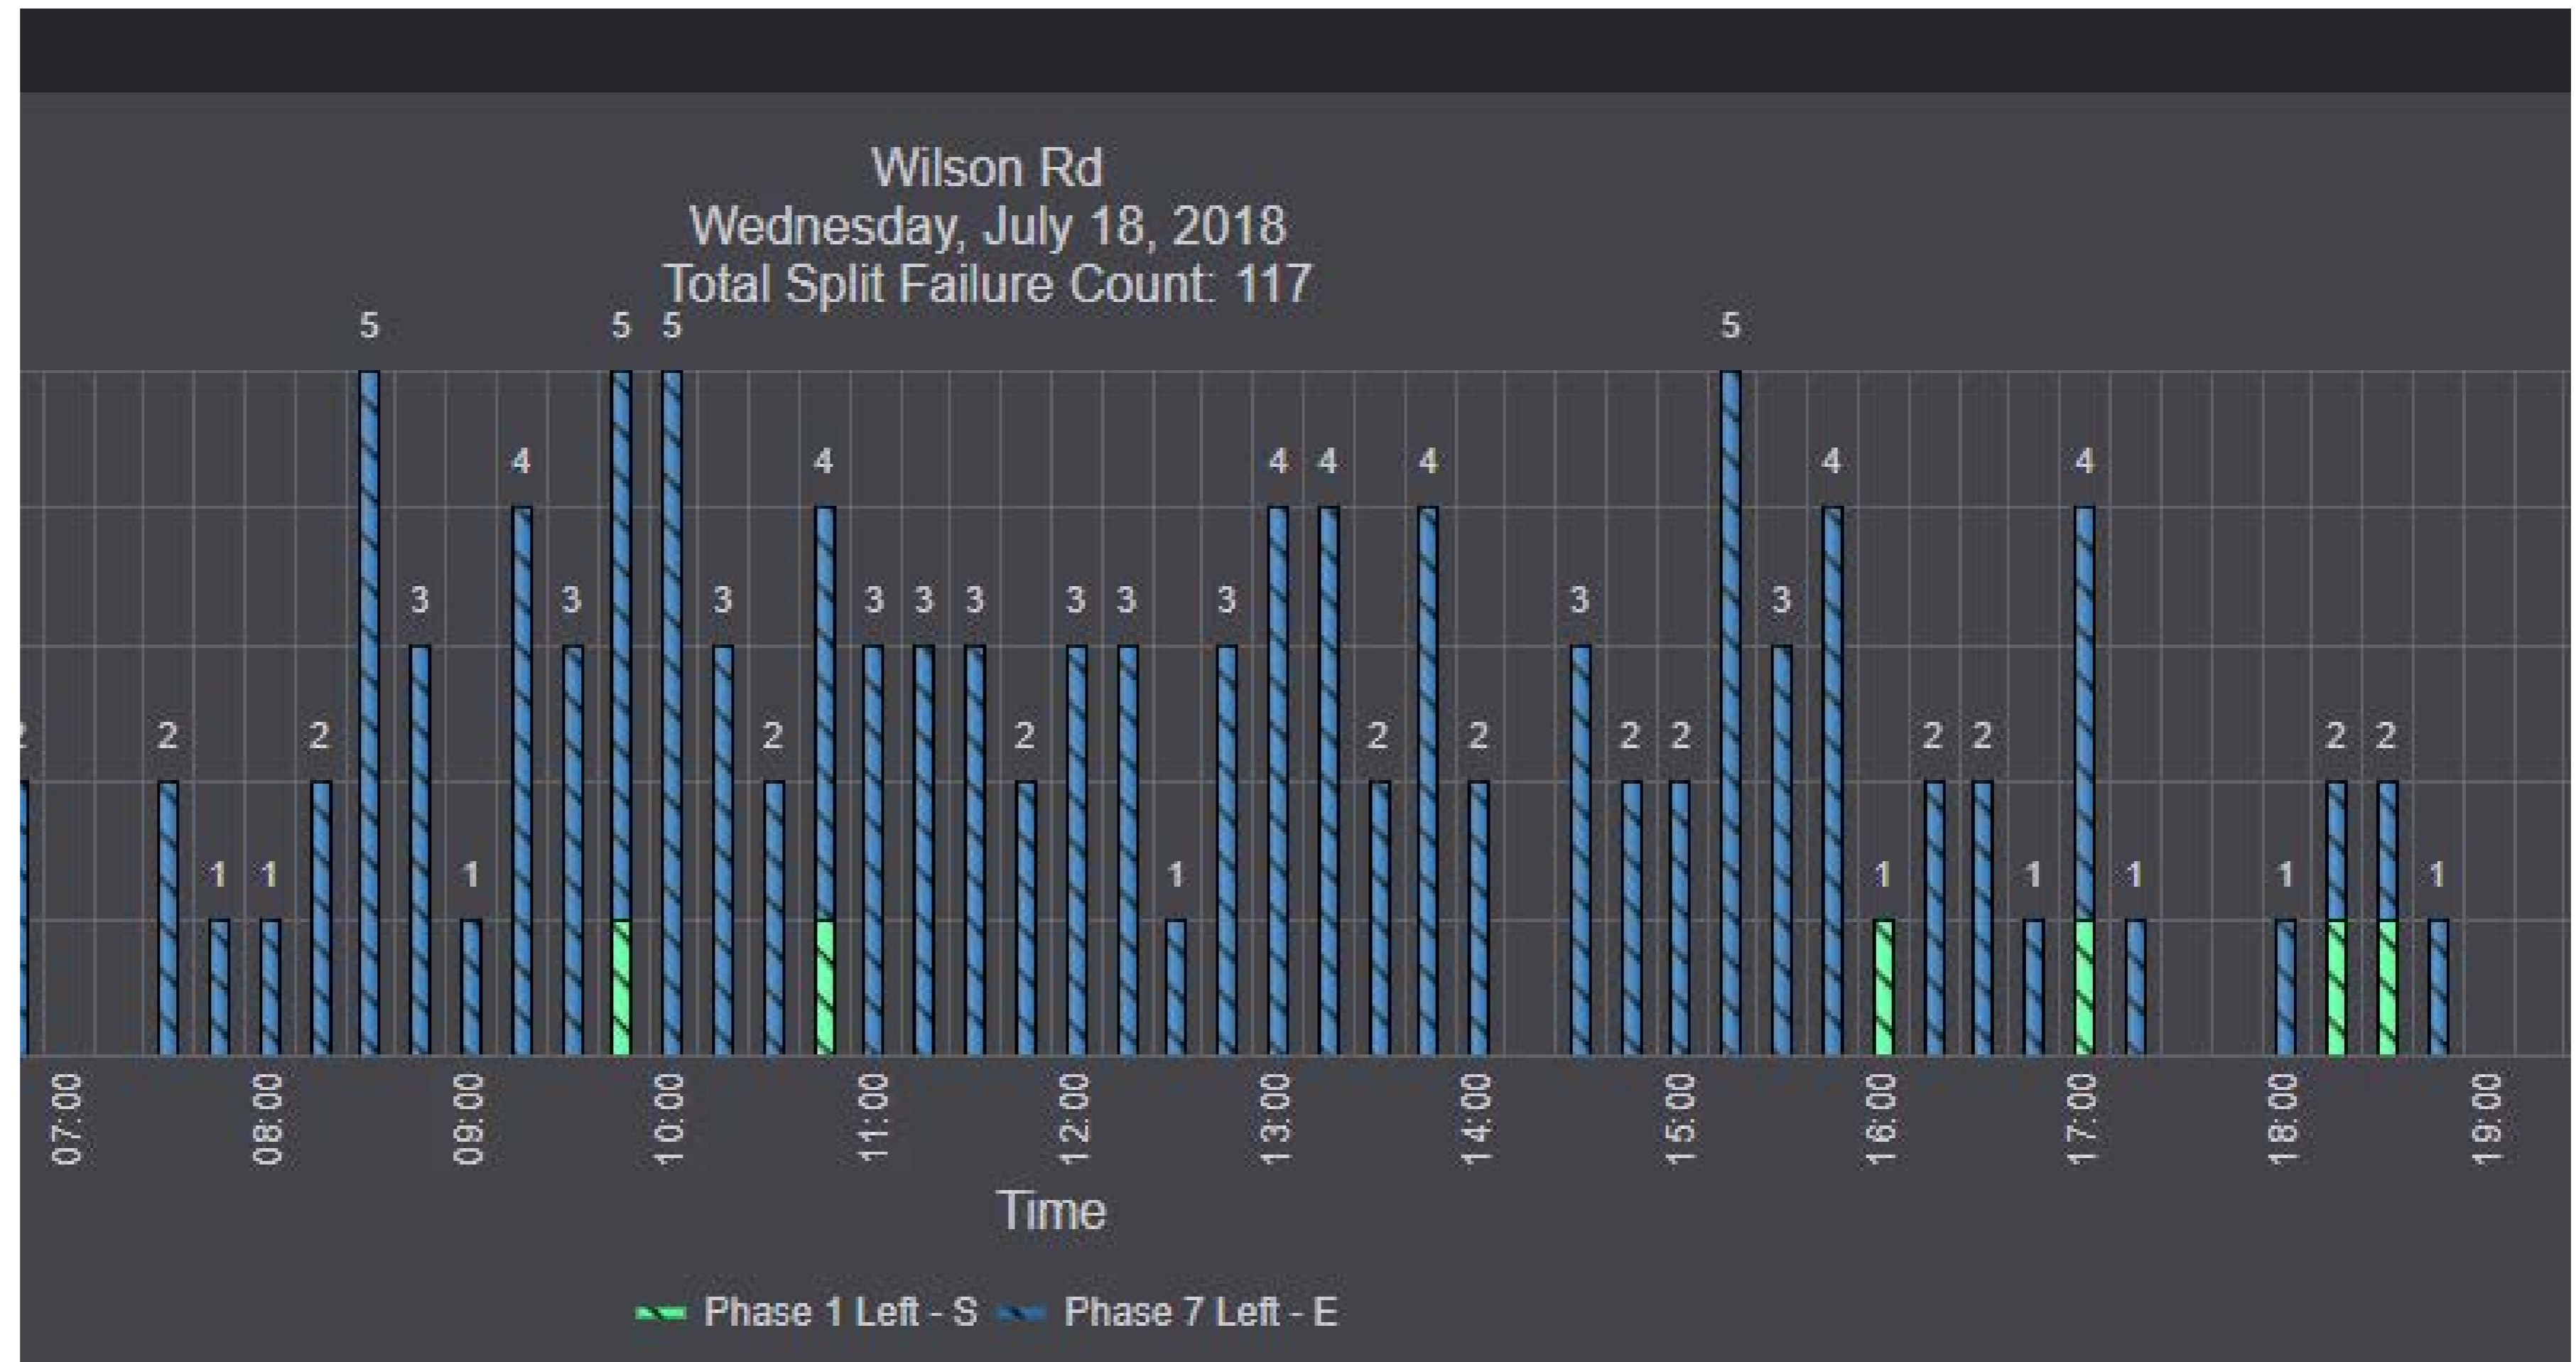 Wilson Rd
Wednesday, July 18, 2018
Total Split Failure Count: 117
5 5 5 5
4 4 4 4 4 4 4
3 3 3 3 3 3 3 3 3 3 3
2 2 2 2 2 2 2 2 2 2 2 2 2
1 1 1 1 1 1 1 1 1
07:00 08:00 09:00 10:00 11:00 12:00 13:00 14:00 15:00 16:00 17:00 18:00 19:00
Time
Phase 1 Left - S Phase 7 Left - E